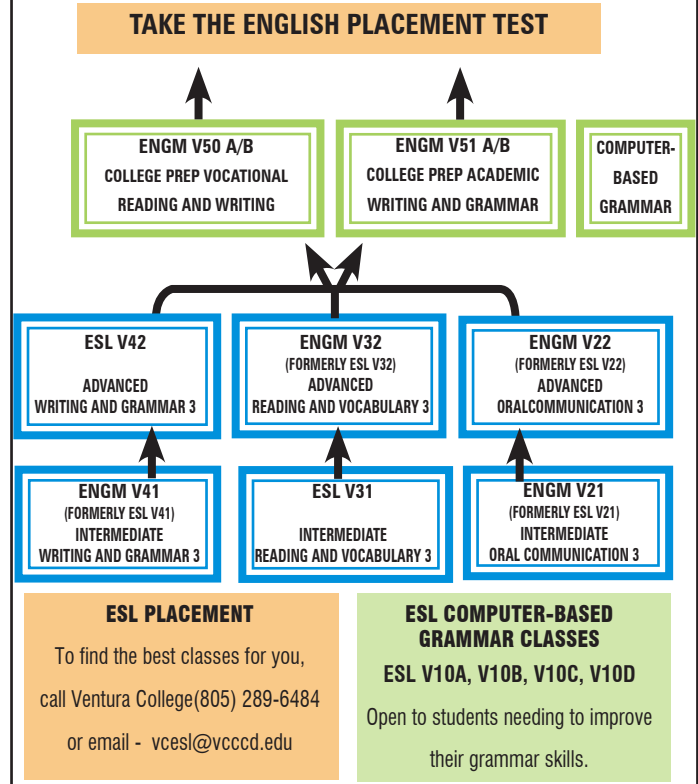 TAKE THE ENGLISH PLACEMENT TEST
ENGM V50 A/B
COLLEGE PREP VOCATIONAL
READING AND WRITING
ENGM V51 A/B
COLLEGE PREP ACADEMIC
WRITING AND GRAMMAR
COMPUTER-
BASED
GRAMMAR
ESL V42
ADVANCED
WRITING AND GRAMMAR 3
ENGM V32
(FORMERLY ESL V32)
ADVANCED
READING AND VOCABULARY 3
ENGM V22
(FORMERLY ESL V22)
ADVANCED
ORALCOMMUNICATION 3
ENGM V41
(FORMERLY ESL V41)
INTERMEDIATE
WRITING AND GRAMMAR 3
ESL V31
INTERMEDIATE
READING AND VOCABULARY 3
ENGM V21
(FORMERLY ESL V21)
INTERMEDIATE
ORAL COMMUNICATION 3
ESL PLACEMENT
To find the best classes for you,
call Ventura College(805) 289-6484
or email - vcesl@vcccd.edu
ESL COMPUTER-BASED
GRAMMAR CLASSES
ESL V10A, V10B, V10C, V10D
Open to students needing to improve
their grammar skills.